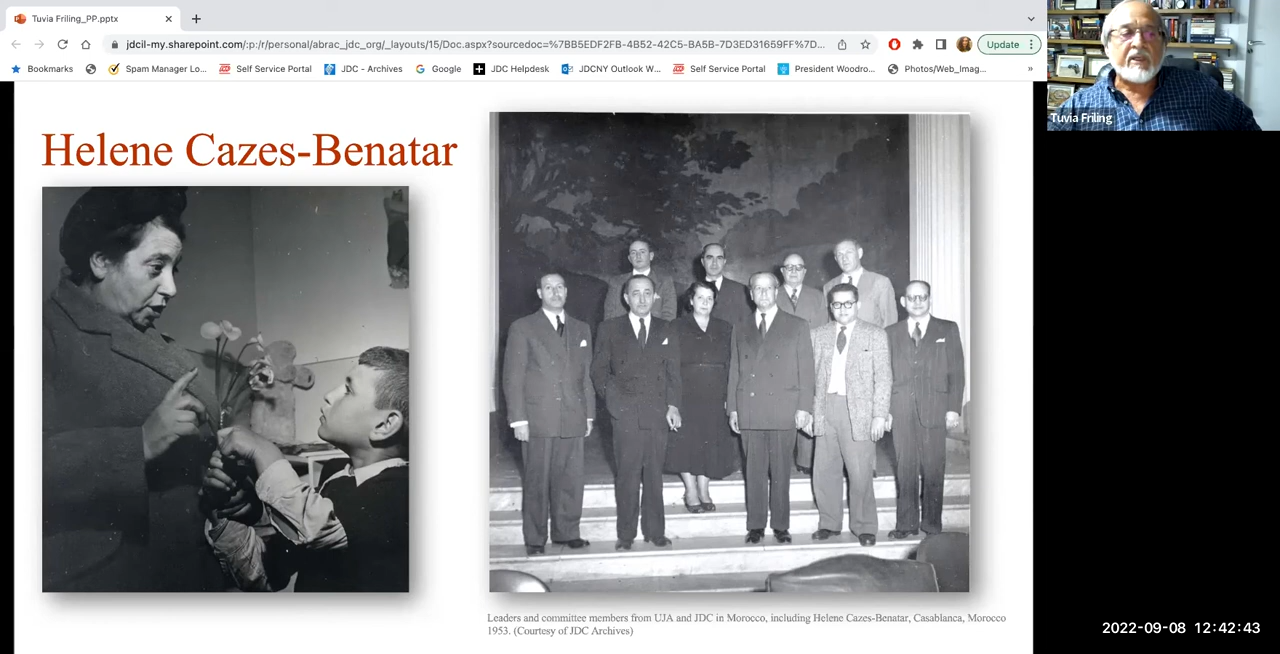 Tuvia Friling_PP.pptx
jdcil-my.sharepoint.com/:p:/r/personal/abrac_jdc_org/_layouts/15/Doc.aspx?sourcedoc=%7BB5EDF2FB-4B52-42C5-BA5B-7D3ED31659FF%7D...
Update
Bookmarks
Spam Manager Lo...
Self Service Portal
JDC - Archives
Google
JDC Helpdesk
JDCNY Outlook W...
Self Service Portal
President Woodro...
Photos/Web_Imag...
»
Tuvia Friling
Helene Cazes-Benatar
Leaders and committee members from UJA and JDC in Morocco, including Helene Cazes-Benatar, Casablanca, Morocco
1953. (Courtesy of JDC Archives)
2022-09-08 12:42:43